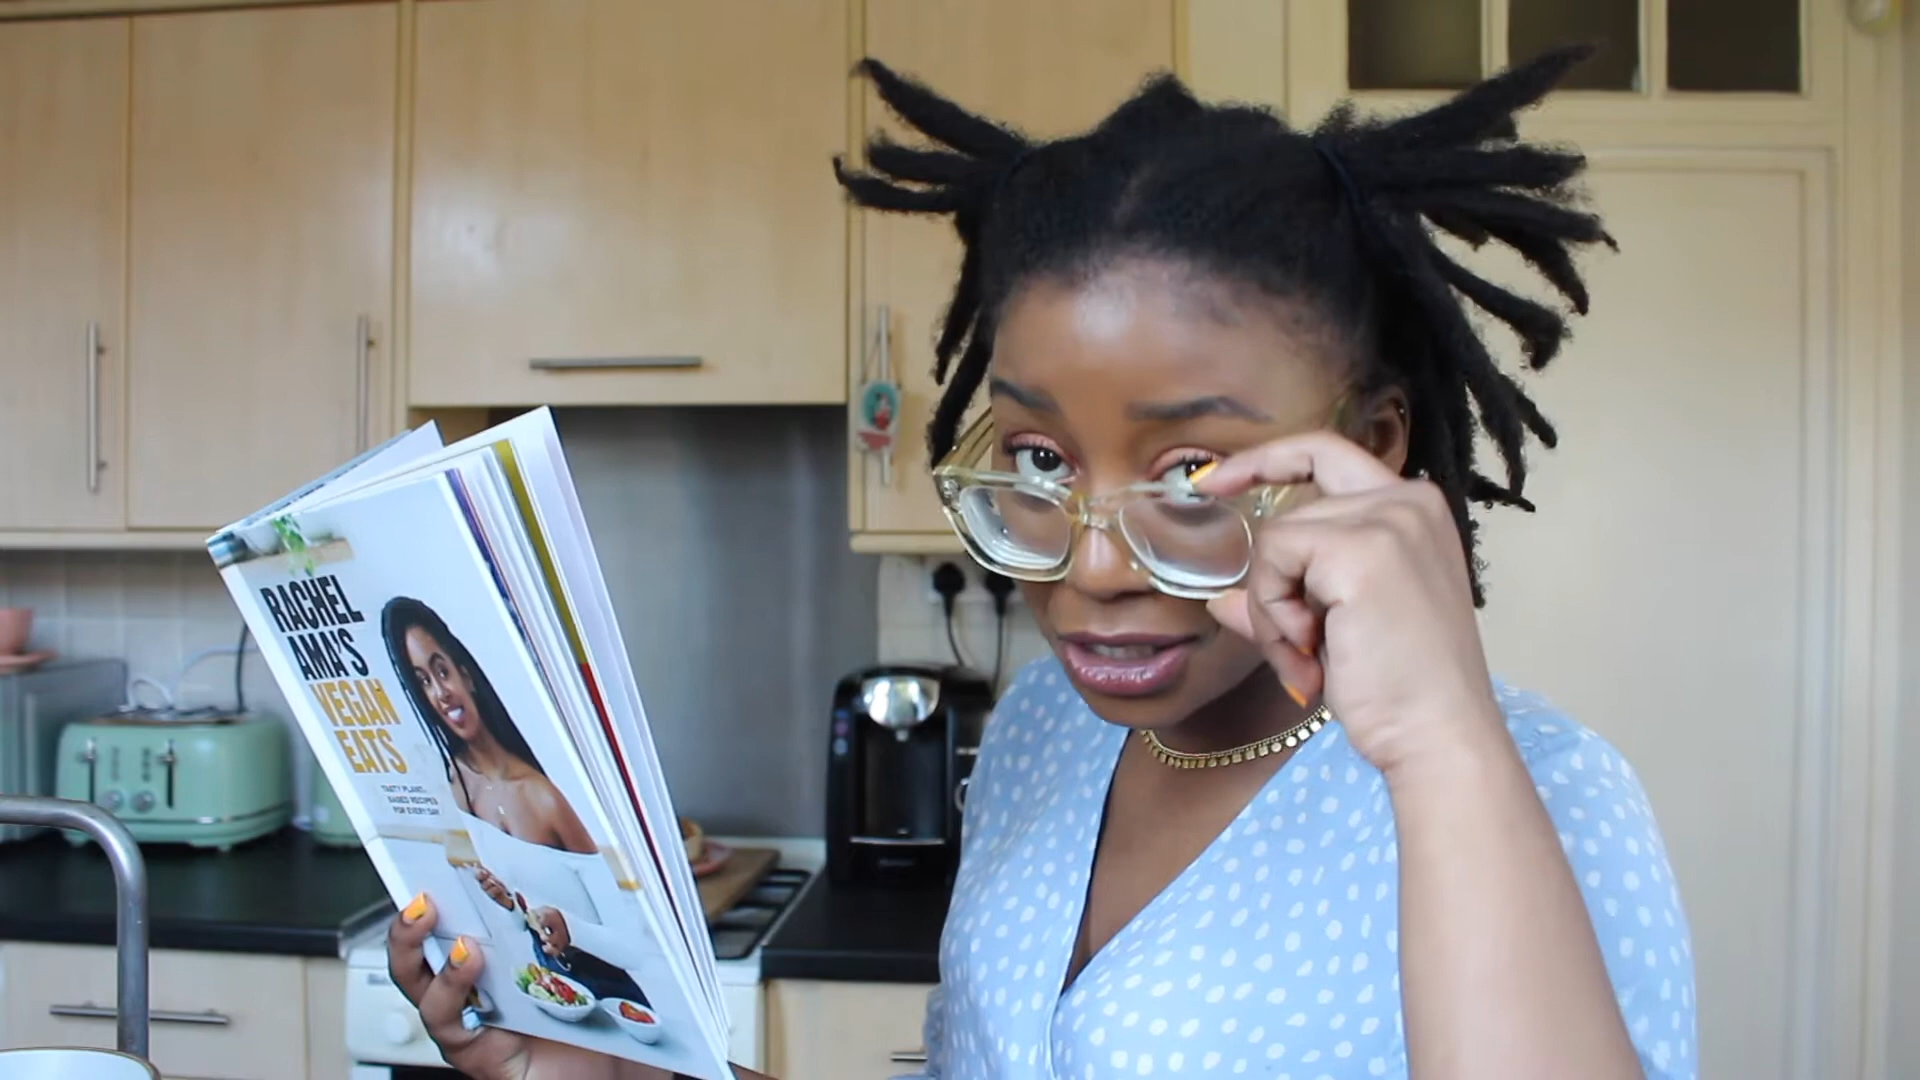 RACHEL
AMA'S
VEGAN
EATS
TASTY PLANT-
BASED RECIPES
FOR EVERY DAY